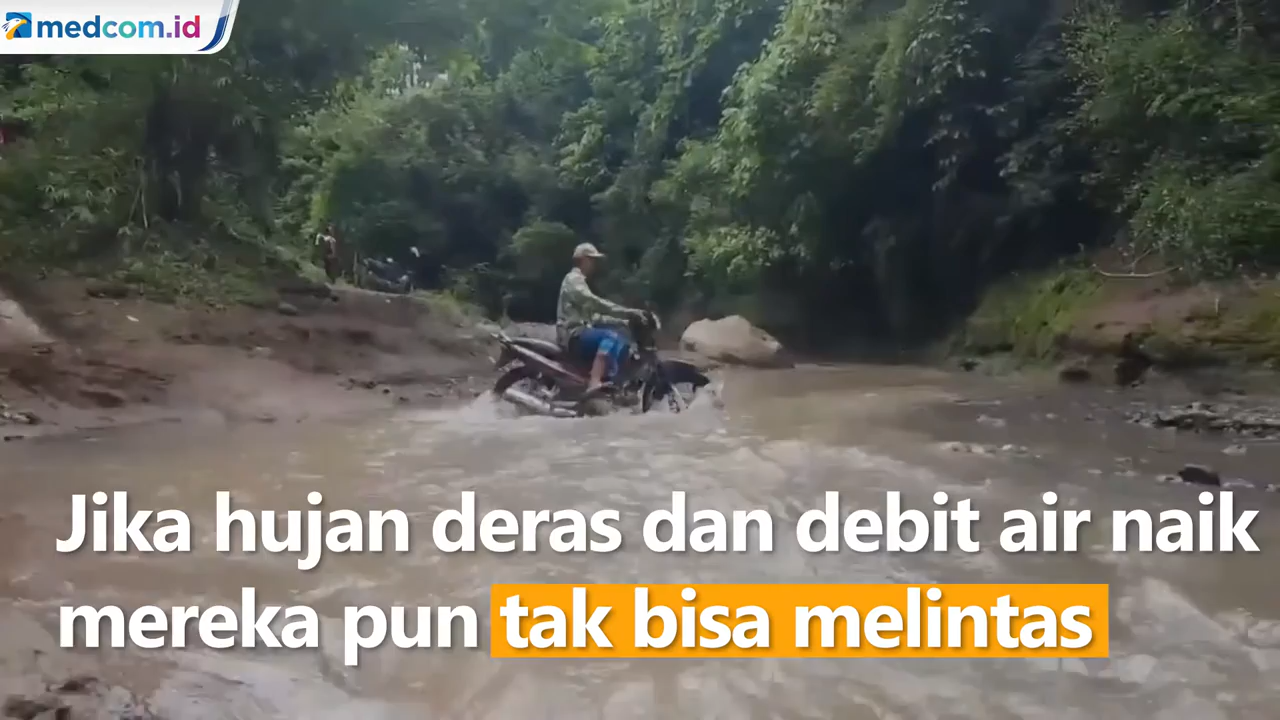 medcom.id
Jika hujan deras dan debit air naik
mereka pun tak bisa melintas